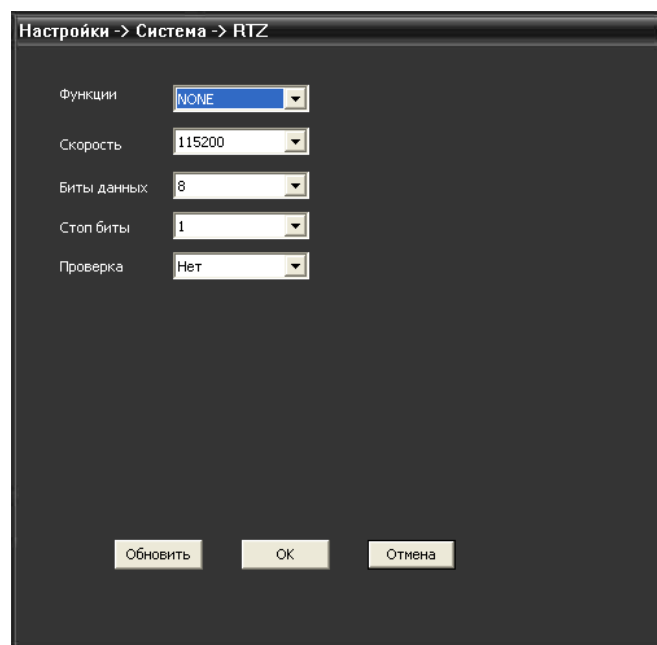 Настройки -> Система -> RTZ
Функции NONE
Скорость 115200
Биты данных 8
Стоп биты 1
Проверка Нет
Обновить OK Отмена